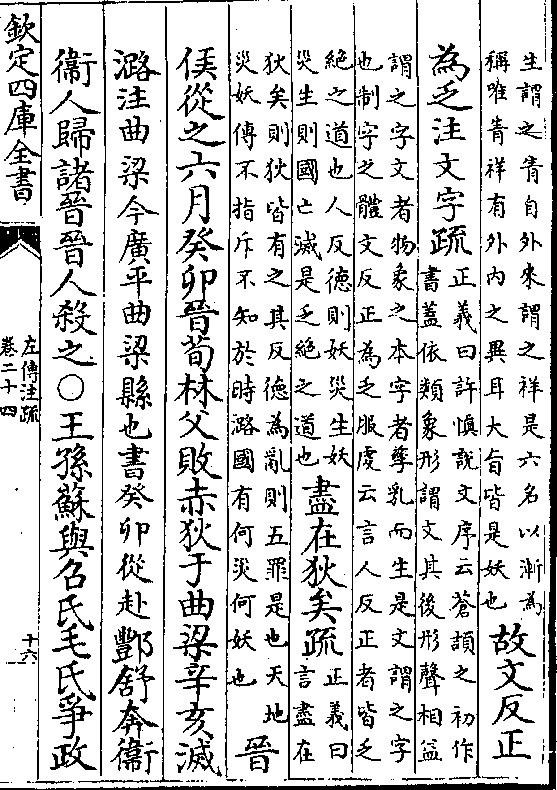 生謂之眚自外來謂之祥是六名以漸為
稱唯眚祥有外内之異耳大旨皆是妖也
故文反正
為乏注文字疏
正義曰許慎說文序云蒼頡之初作
書蓋依類象形謂文其後形聲相益
謂之字文者物象之本字者孳乳而生是文謂之字
也制字之體文反正為乏服虔云言人反正者皆乏
絕之道也人反德則妖災生妖
災生則國亡滅是乏絕之道也
盡在狄矣疏
正義曰
言盡在
狄矣則狄皆有之其反德為亂則五罪是也天地
災妖傳不指斥不知於時潞國有何災何妖也
晉
侯從之六月癸卯晉荀林父敗赤狄于曲梁辛亥滅
潞注曲梁今廣平曲梁縣也書癸卯從赴酆舒奔衞
衞人歸諸晉晉人殺之○王孫蘇與召氏毛氏爭政
欽定四庫全書
左傳注疏
卷二十四
十六